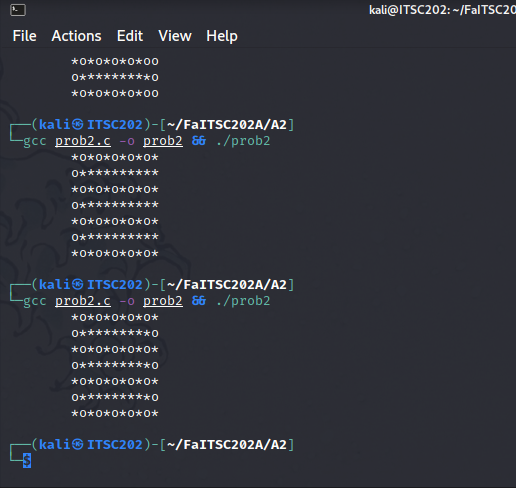 kali@ITSC202: ~/FaITSC20
File Actions Edit View Help
*o*o*o*o*oo
o*********o
*o*o*o*o*oo
┌──(kali㉿ITSC202)-[~/FaITSC202A/A2]
└─gcc prob2.c -o prob2 && ./prob2
*o*o*o*o*o*
o**********
*o*o*o*o*o*
o**********
*o*o*o*o*o*
o**********
*o*o*o*o*o*
┌──(kali㉿ITSC202)-[~/FaITSC202A/A2]
└─gcc prob2.c -o prob2 && ./prob2
*o*o*o*o*o*
o*********o
*o*o*o*o*o*
o*********o
*o*o*o*o*o*
o*********o
*o*o*o*o*o*
┌──(kali㉿ITSC202)-[~/FaITSC202A/A2]
└─$